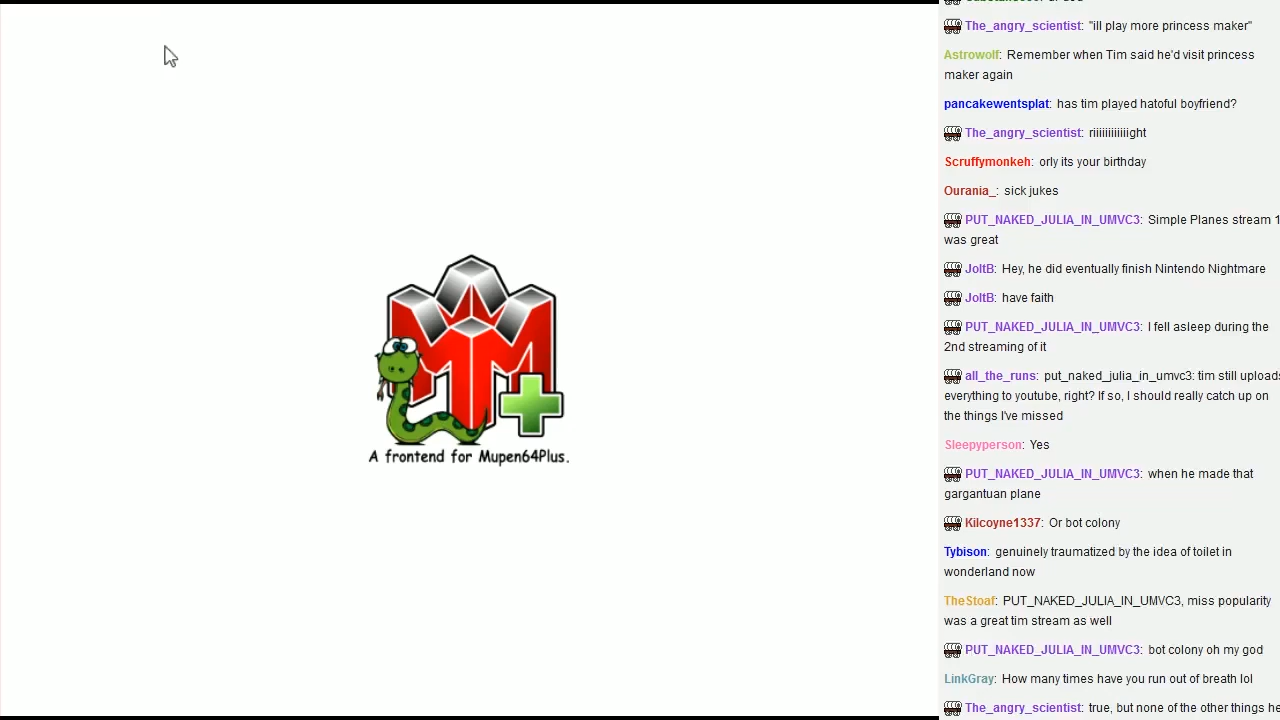 A frontend for Mupen64Plus.
The_angry_scientist: "ill play more princess maker"
Astrowolf: Remember when Tim said he'd visit princess
maker again
pancakewentsplat: has tim played hatoful boyfriend?
The_angry_scientist: riiiiiiiiiiiight
Scruffymonkeh: orly its your birthday
Ourania_: sick jukes
PUT_NAKED_JULIA_IN_UMVC3: Simple Planes stream 1
was great
JoltB: Hey, he did eventually finish Nintendo Nightmare
JoltB: have faith
PUT_NAKED_JULIA_IN_UMVC3: I fell asleep during the
2nd streaming of it
all_the_runs: put_naked_julia_in_umvc3: tim still uploads
everything to youtube, right? If so, I should really catch up on
the things I've missed
Sleepyperson: Yes
PUT_NAKED_JULIA_IN_UMVC3: when he made that
gargantuan plane
Kilcoyne1337: Or bot colony
Tybison: genuinely traumatized by the idea of toilet in
wonderland now
TheStoaf: PUT_NAKED_JULIA_IN_UMVC3, miss popularity
was a great tim stream as well
PUT_NAKED_JULIA_IN_UMVC3: bot colony oh my god
LinkGray: How many times have you run out of breath lol
The_angry_scientist: true, but none of the other things he